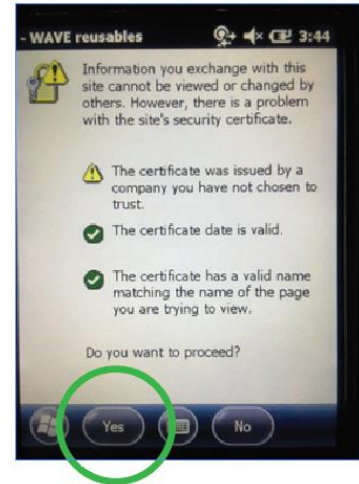 - WAVE reusables 3:44
Information you exchange with this
site cannot be viewed or changed by
others. However, there is a problem
with the site's security certificate.
The certificate was issued by a
company you have not chosen to
trust.
The certificate date is valid.
The certificate has a valid name
matching the name of the page
you are trying to view.
Do you want to proceed?
Yes No